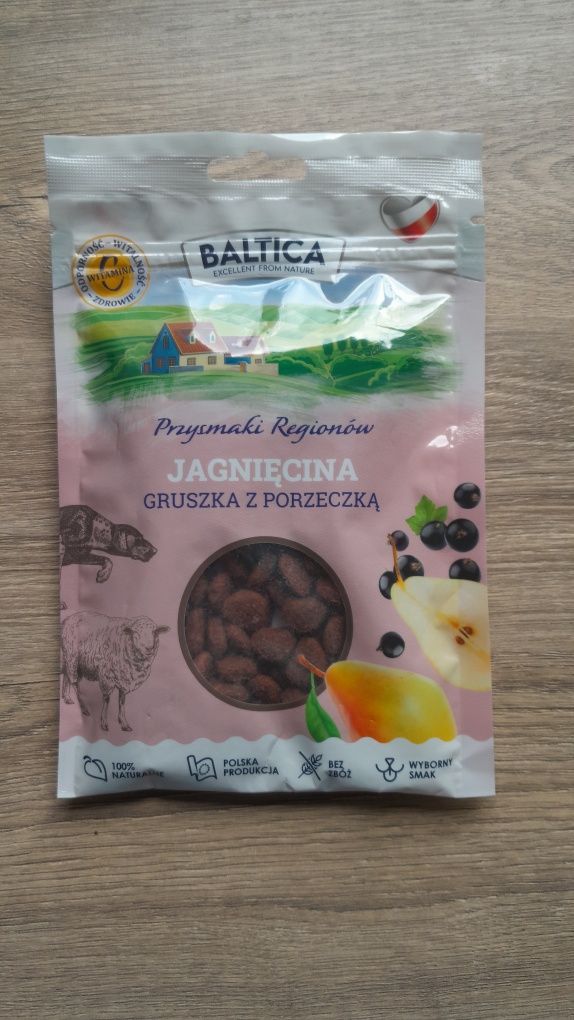 BALTICA
EXCELLENT FROM NATURE
ODPORNOŚĆ - WITALNOŚĆ - ZDROWIE -
WITAMINA
C
Przysmaki Regionów
JAGNIĘCINA
GRUSZKA Z PORZECZKĄ
100%
NATURALNE
POLSKA
PRODUKCJA
BEZ
ZBÓŻ
WYBORNY
SMAK